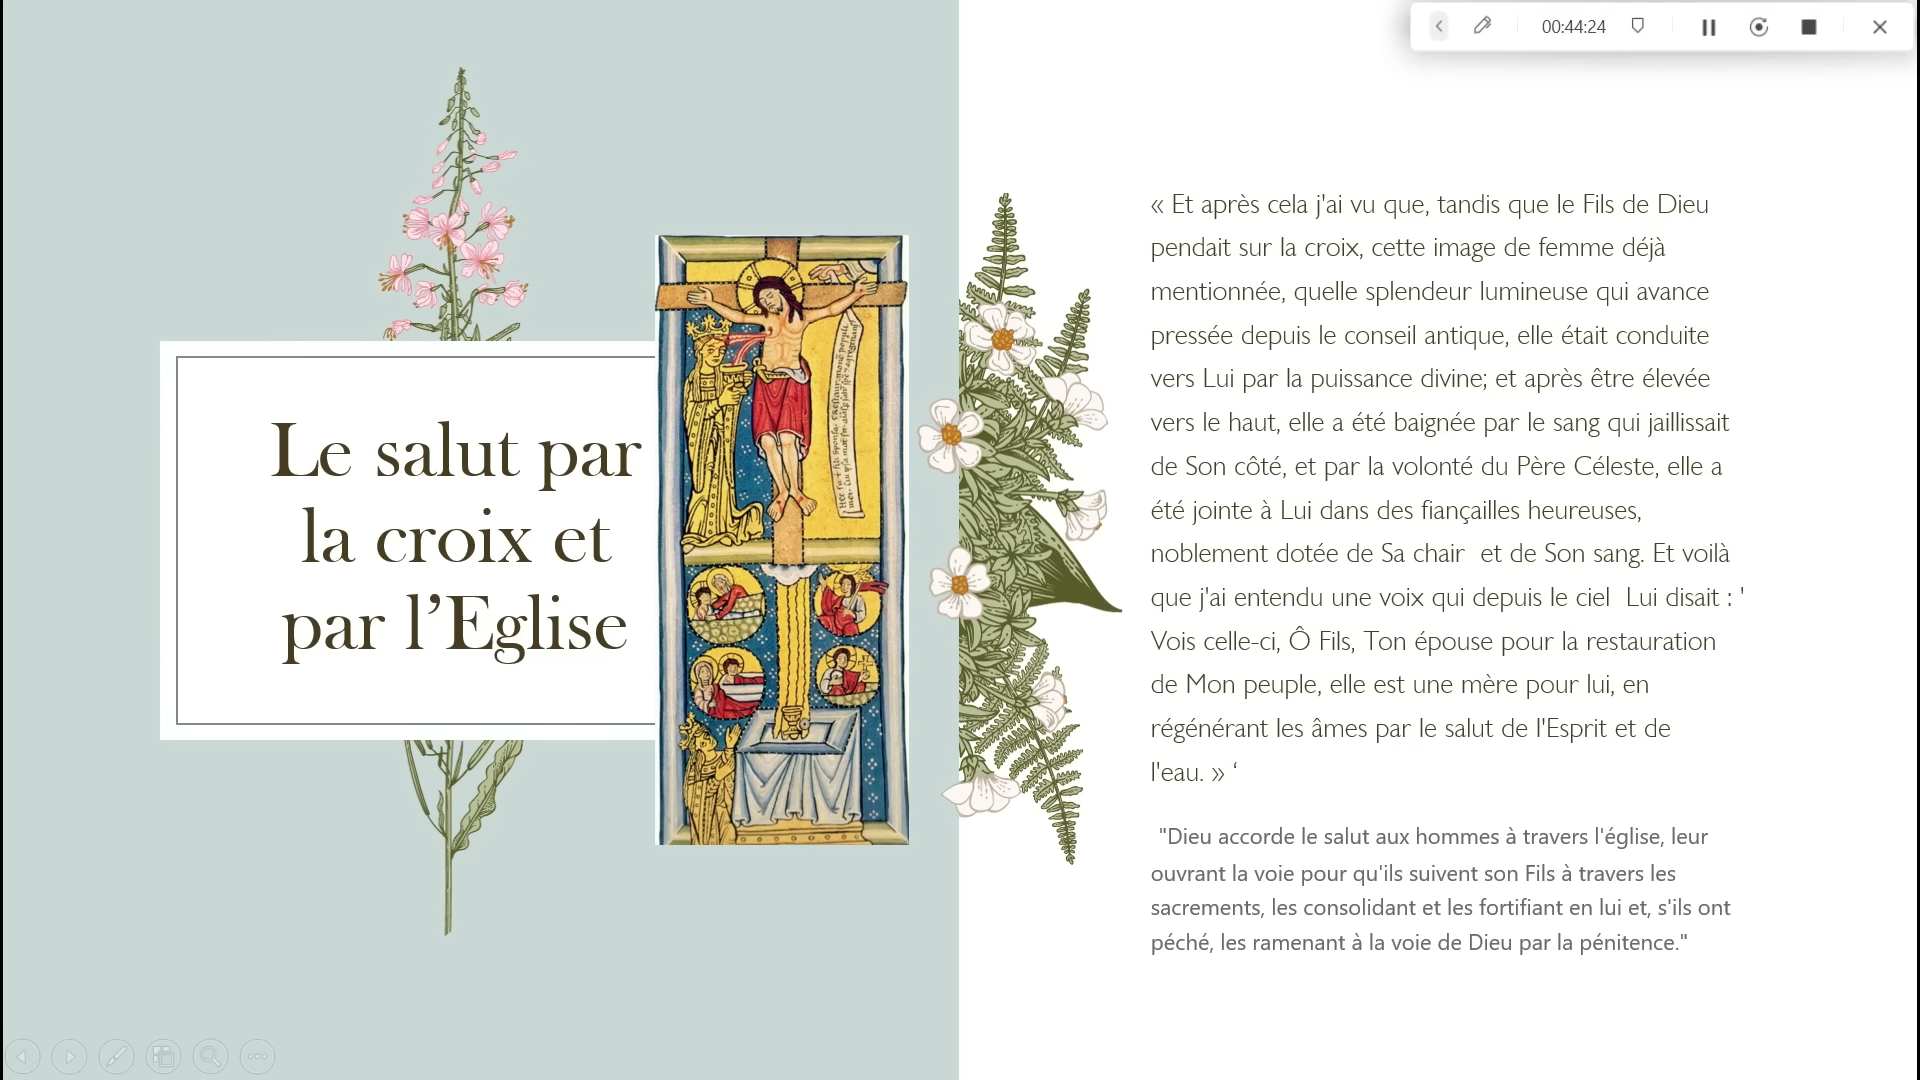 00:44:24
Le salut par
la croix et
par l’Eglise
« Et après cela j'ai vu que, tandis que le Fils de Dieu
pendait sur la croix, cette image de femme déjà
mentionnée, quelle splendeur lumineuse qui avance
pressée depuis le conseil antique, elle était conduite
vers Lui par la puissance divine; et après être élevée
vers le haut, elle a été baignée par le sang qui jaillissait
de Son côté, et par la volonté du Père Céleste, elle a
été jointe à Lui dans des fiançailles heureuses,
noblement dotée de Sa chair  et de Son sang. Et voilà
que j'ai entendu une voix qui depuis le ciel  Lui disait : '
Vois celle-ci, Ô Fils, Ton épouse pour la restauration
de Mon peuple, elle est une mère pour lui, en
régénérant les âmes par le salut de l'Esprit et de
l'eau. » ‘
"Dieu accorde le salut aux hommes à travers l'église, leur
ouvrant la voie pour qu'ils suivent son Fils à travers les
sacrements, les consolidant et les fortifiant en lui et, s'ils ont
péché, les ramenant à la voie de Dieu par la pénitence."